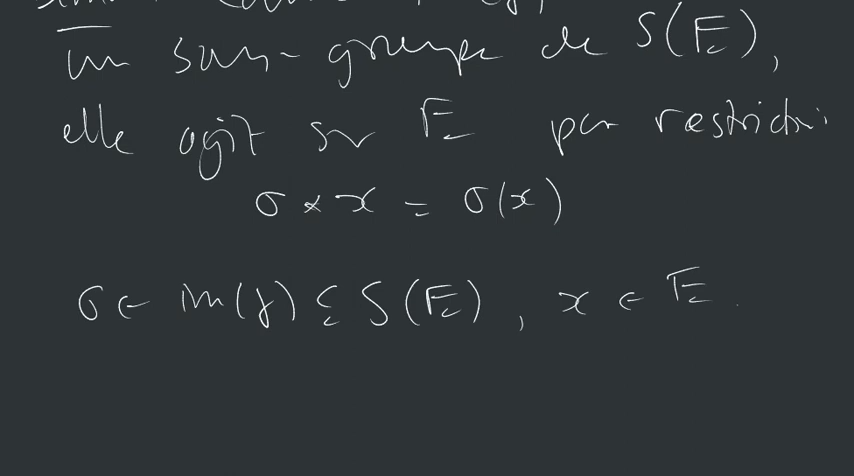 un sous-groupe de S(E),
elle agit sur E par restriction
σ * x = σ(x)
σ ∈ Im(γ) ≤ S(E), x ∈ E.